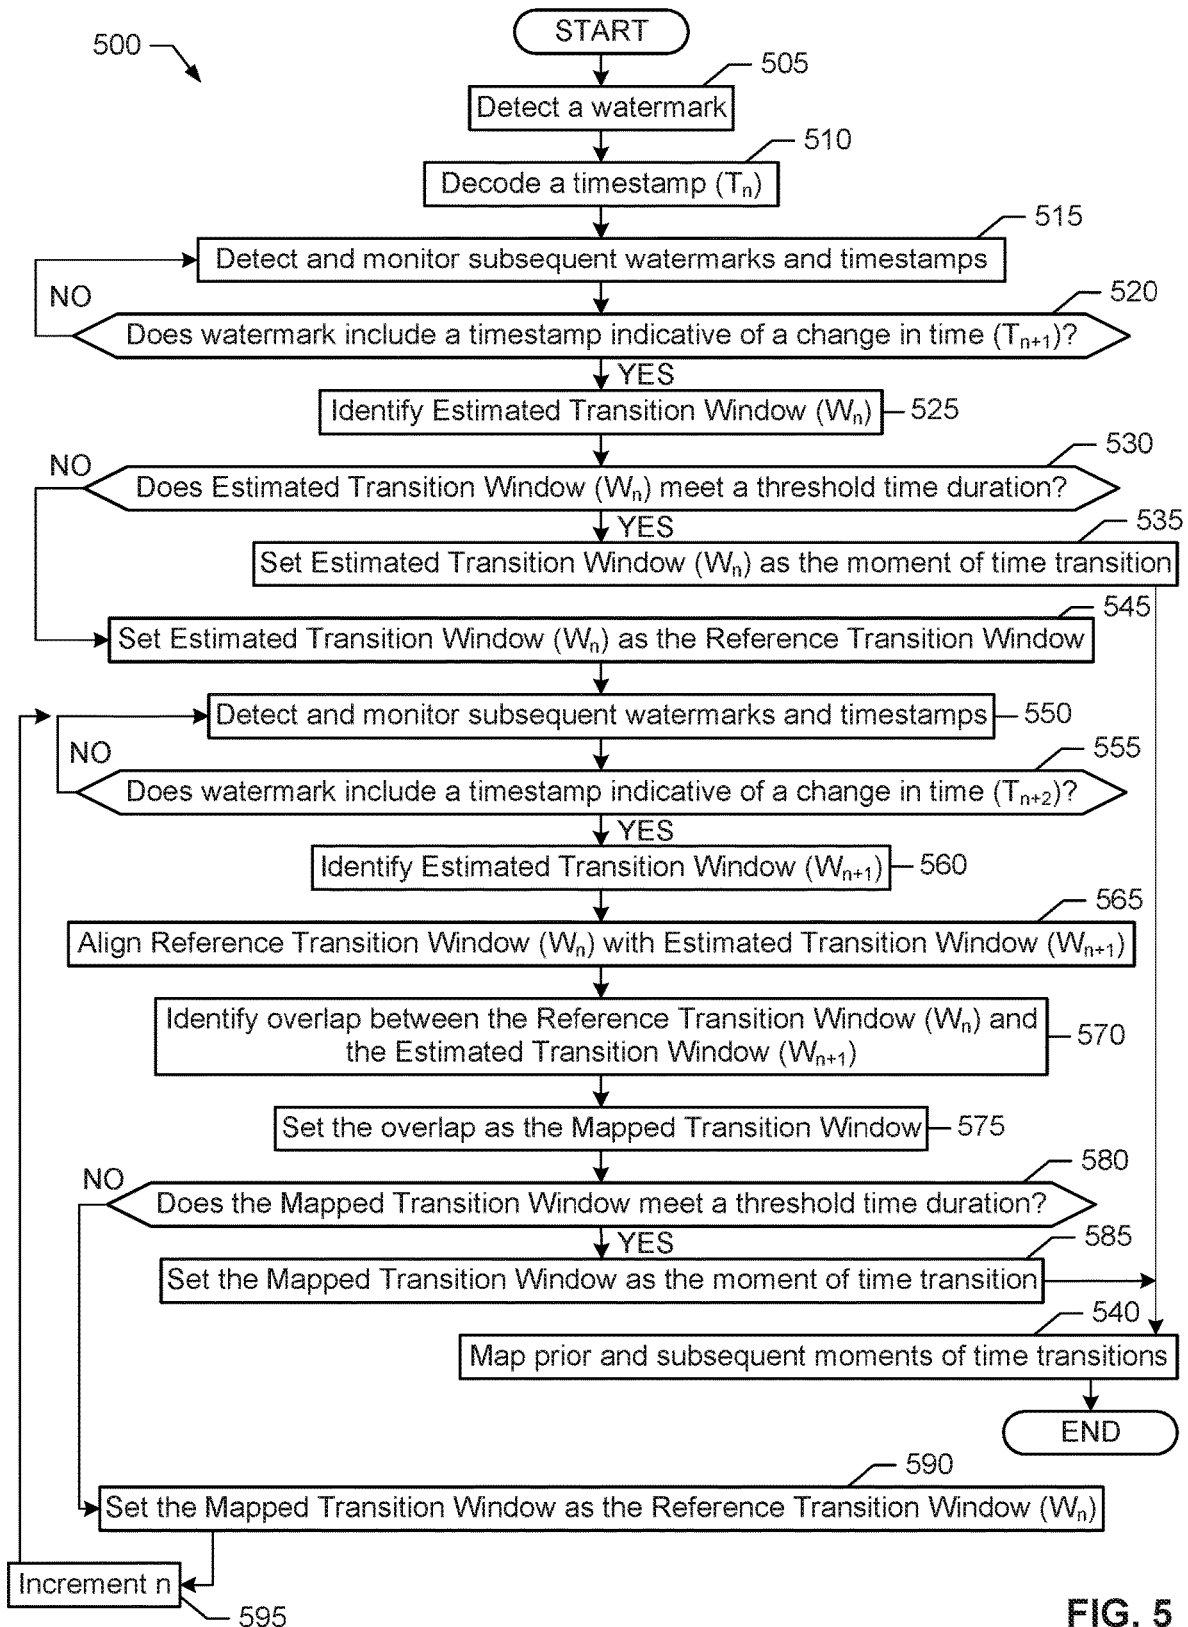 500
START
505
Detect a watermark
510
Decode a timestamp (Tn)
515
Detect and monitor subsequent watermarks and timestamps
NO
520
Does watermark include a timestamp indicative of a change in time (Tn+1)?
YES
Identify Estimated Transition Window (Wn)
525
NO
530
Does Estimated Transition Window (Wn) meet a threshold time duration?
YES
535
Set Estimated Transition Window (Wn) as the moment of time transition
545
Set Estimated Transition Window (Wn) as the Reference Transition Window
Detect and monitor subsequent watermarks and timestamps
550
NO
555
Does watermark include a timestamp indicative of a change in time (Tn+2)?
YES
Identify Estimated Transition Window (Wn+1)
560
565
Align Reference Transition Window (Wn) with Estimated Transition Window (Wn+1)
Identify overlap between the Reference Transition Window (Wn) and
the Estimated Transition Window (Wn+1)
570
Set the overlap as the Mapped Transition Window
575
NO
580
Does the Mapped Transition Window meet a threshold time duration?
YES
585
Set the Mapped Transition Window as the moment of time transition
540
Map prior and subsequent moments of time transitions
END
590
Set the Mapped Transition Window as the Reference Transition Window (Wn)
Increment n
595
FIG. 5